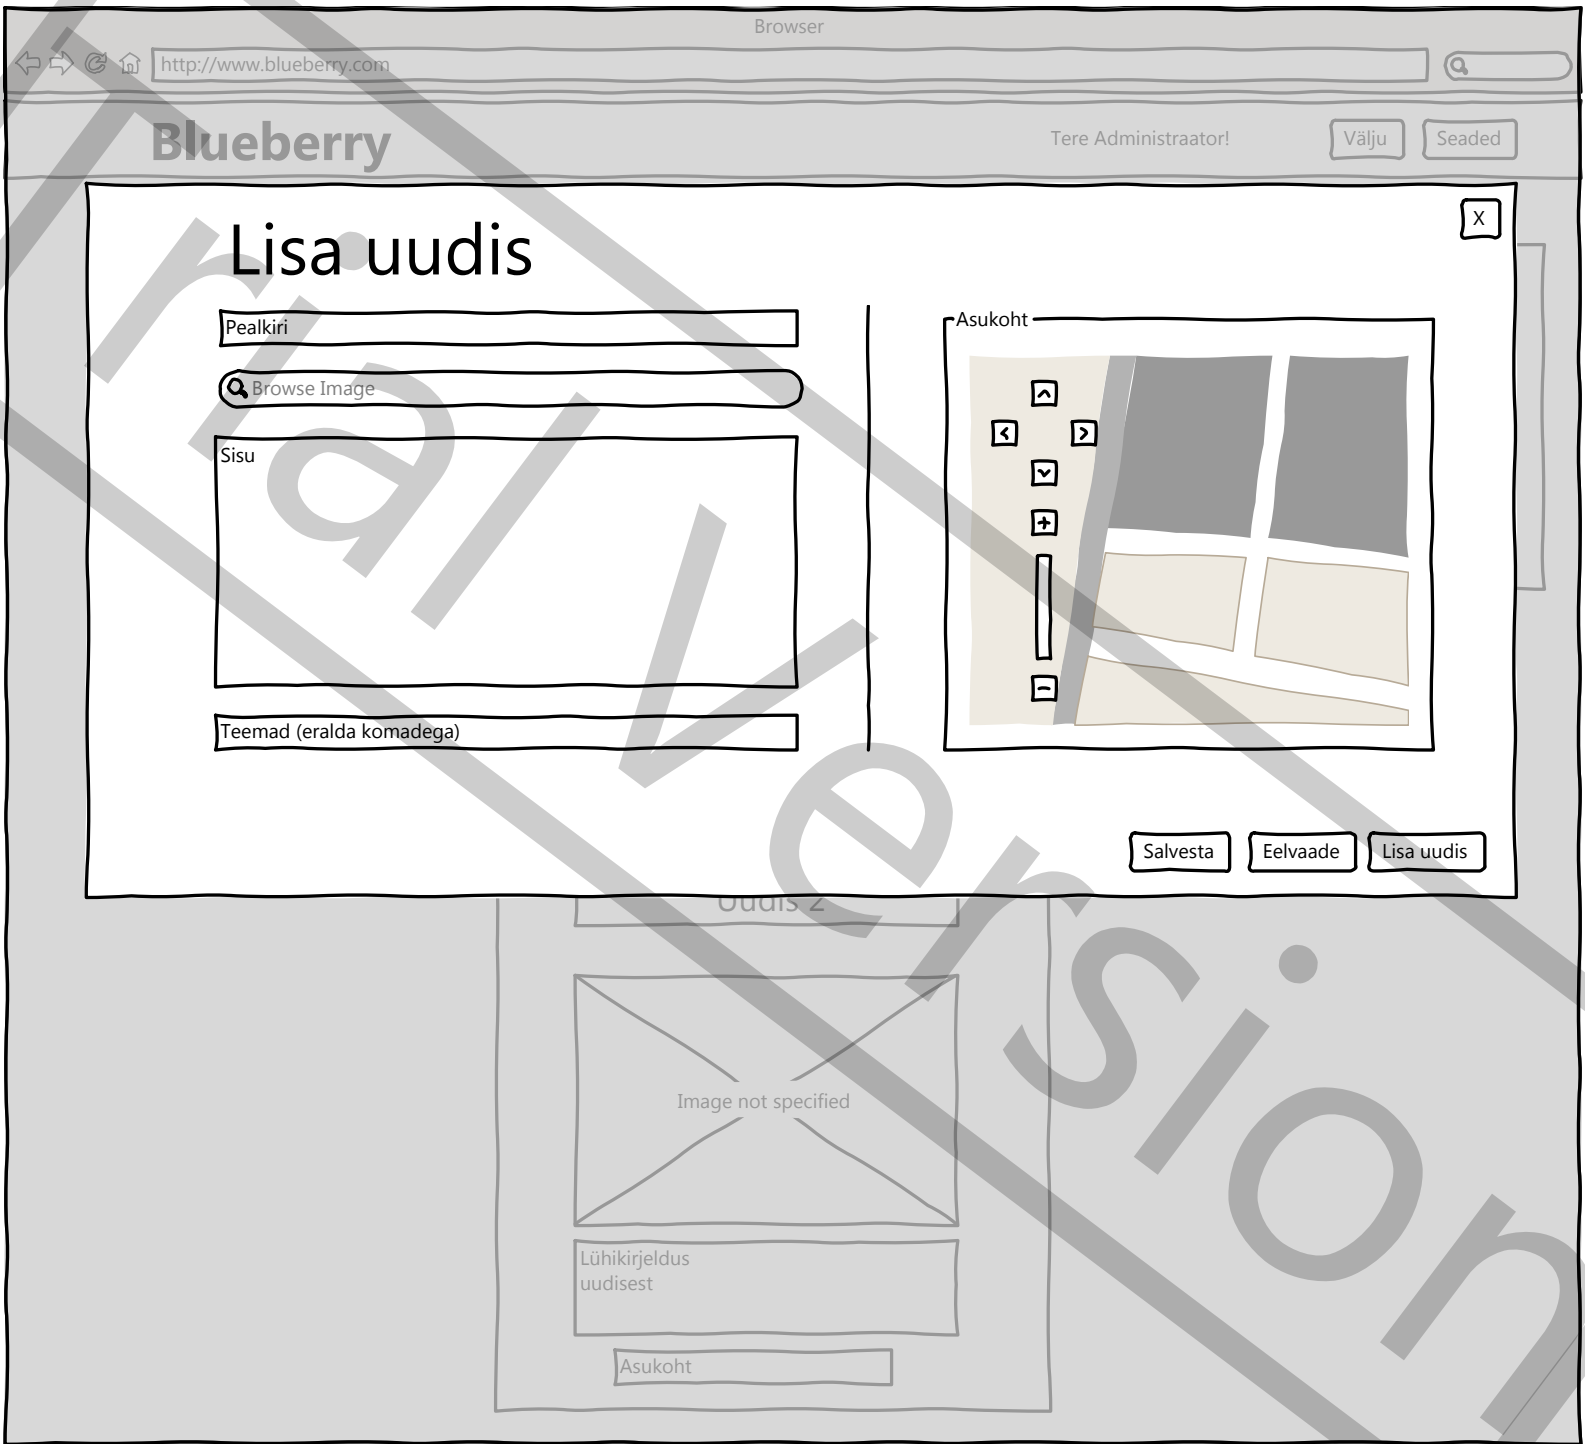 Browser
http://www.blueberry.com
Blueberry
Tere Administraator!
Välju
Seaded
X
Lisa uudis
Pealkiri
Browse Image
Sisu
Teemad (eralda komadega)
Asukoht
Salvesta
Eelvaade
Lisa uudis
Uudis 2
Image not specified
Lühikirjeldus
uudisest
Asukoht
Trial Version